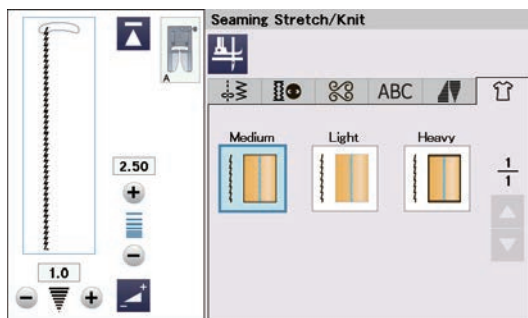 Seaming Stretch/Knit
A
ABC
Medium
Light
Heavy
1
1
2.50
1.0